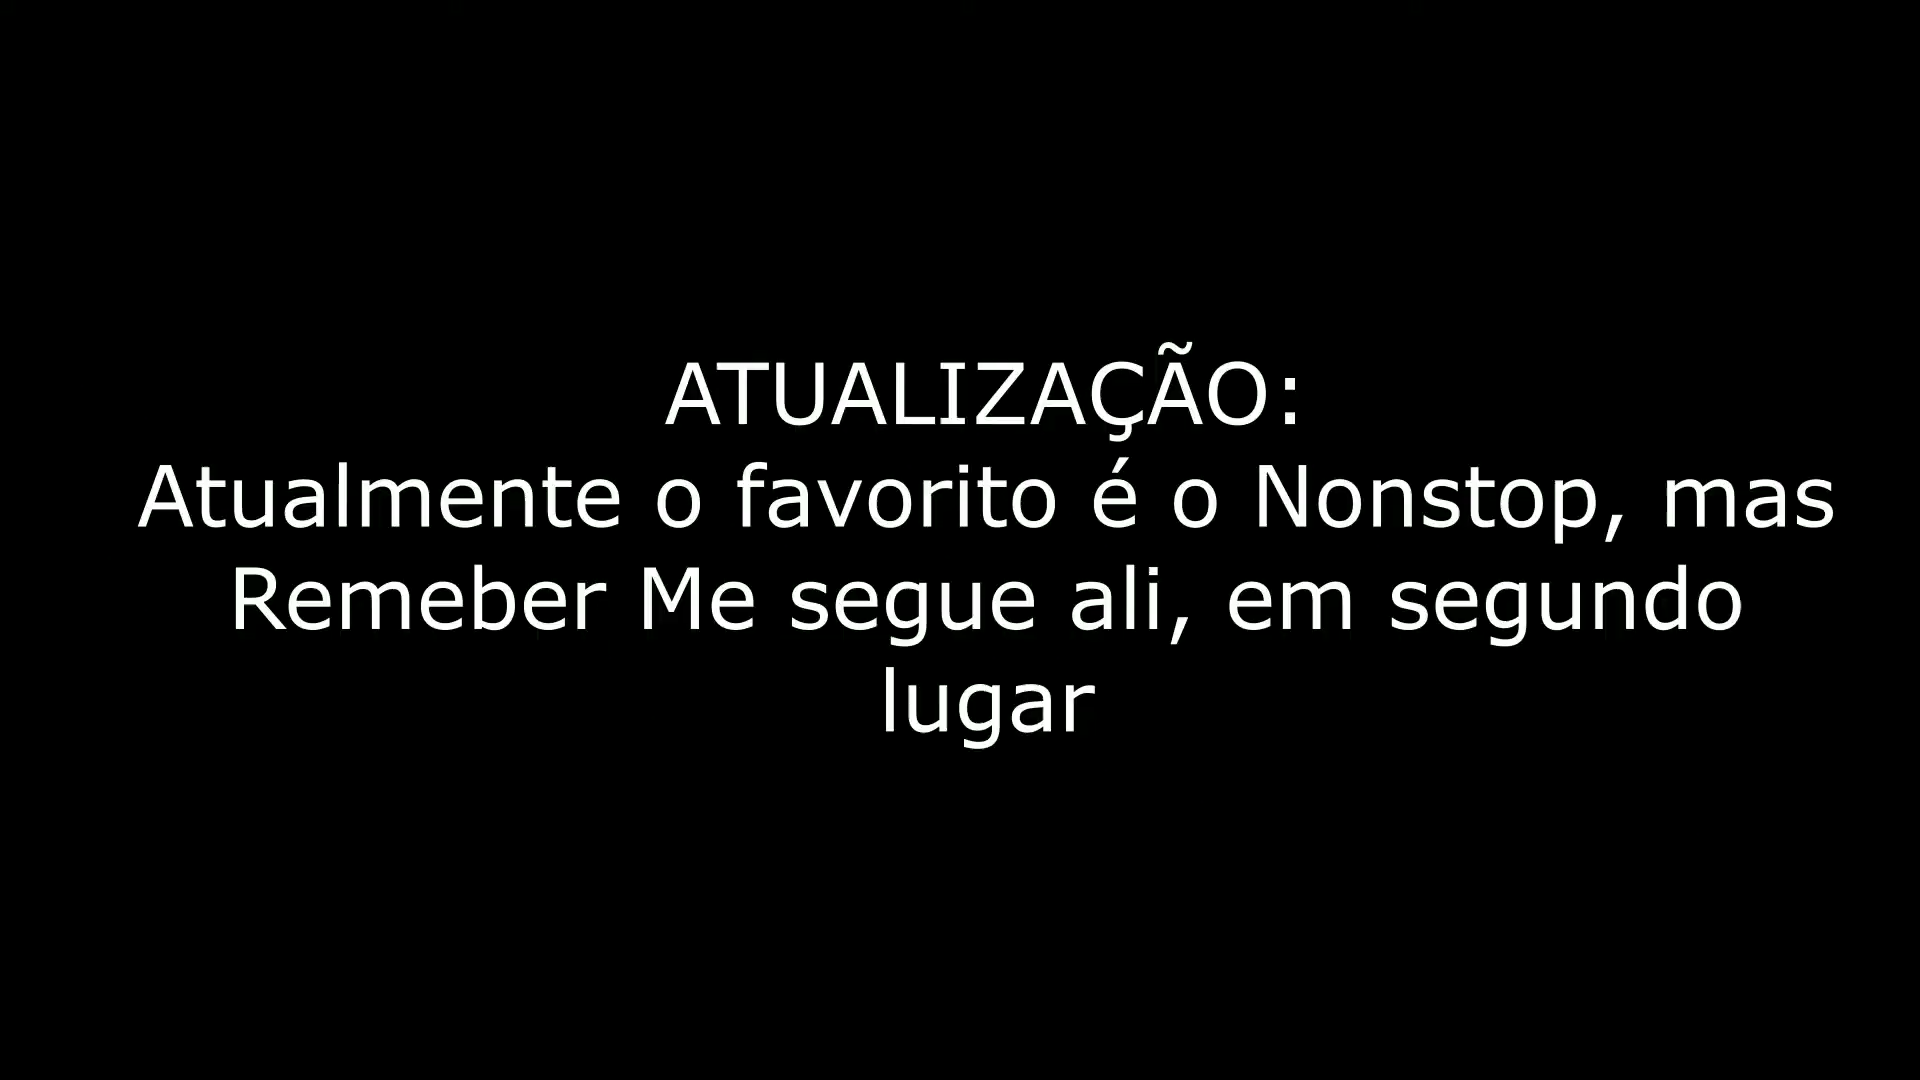 ATUALIZAÇÃO:
Atualmente o favorito é o Nonstop, mas
Remeber Me segue ali, em segundo
lugar